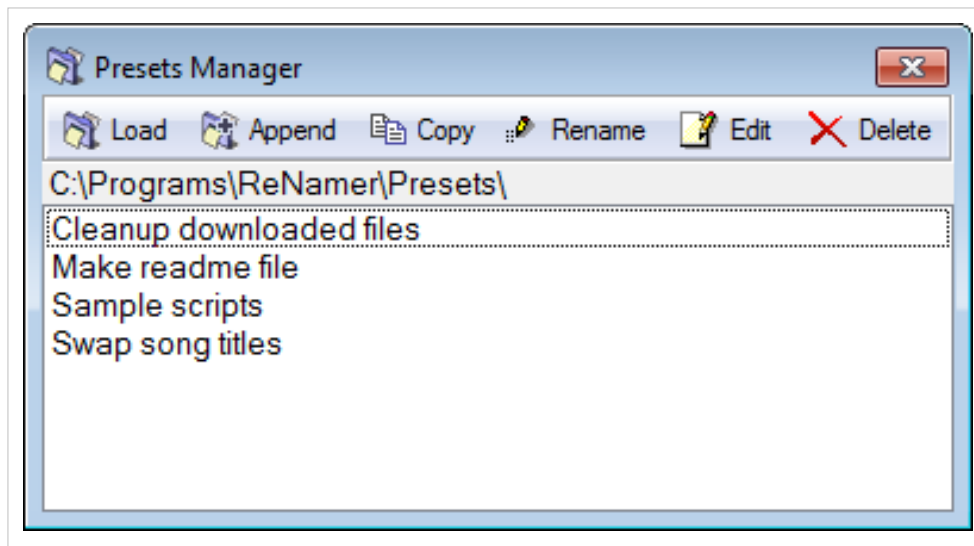 Presets Manager
Load Append Copy Rename Edit Delete
C:\Programs\ReNamer\Presets\
Cleanup downloaded files
Make readme file
Sample scripts
Swap song titles